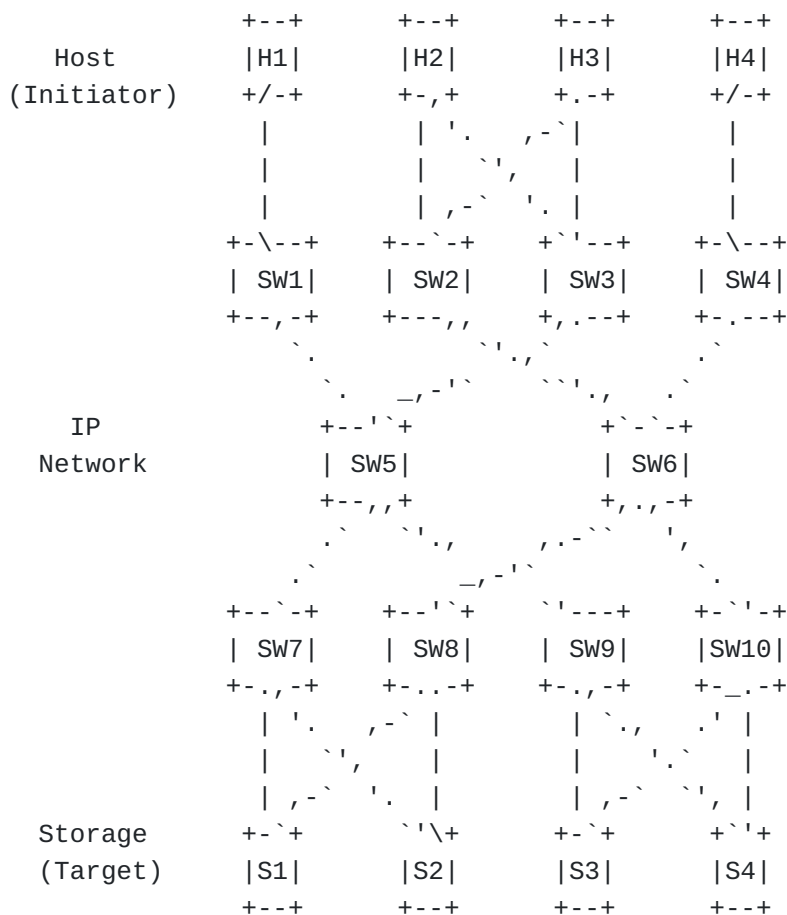 Host |H1| |H2| |H3| |H4|
(Initiator)
| SW1| | SW2| | SW3| | SW4|
IP
Network | SW5| | SW6|
| SW7| | SW8| | SW9| |SW10|
Storage
(Target) |S1| |S2| |S3| |S4|